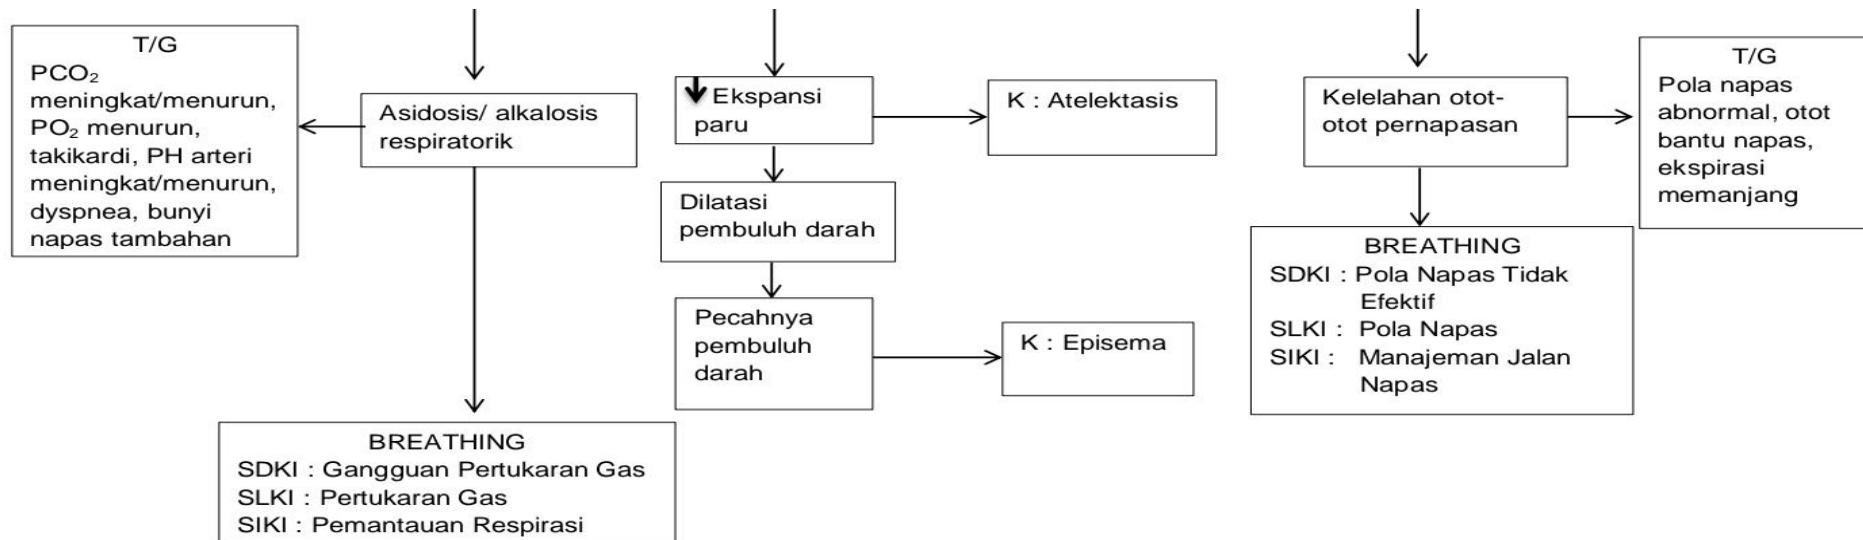 T/G
PCO₂
meningkat/menurun,
PO₂ menurun,
takikardi, PH arteri
meningkat/menurun,
dyspnea, bunyi
napas tambahan
Asidosis/ alkalosis
respiratorik
BREATHING
SDKI : Gangguan Pertukaran Gas
SLKI : Pertukaran Gas
SIKI : Pemantauan Respirasi
Ekspansi
paru
K : Atelektasis
Dilatasi
pembuluh darah
Pecahnya
pembuluh
darah
K : Episema
Kelelahan otot-
otot pernapasan
T/G
Pola napas
abnormal, otot
bantu napas,
ekspirasi
memanjang
BREATHING
SDKI : Pola Napas Tidak
Efektif
SLKI : Pola Napas
SIKI : Manajeman Jalan
Napas